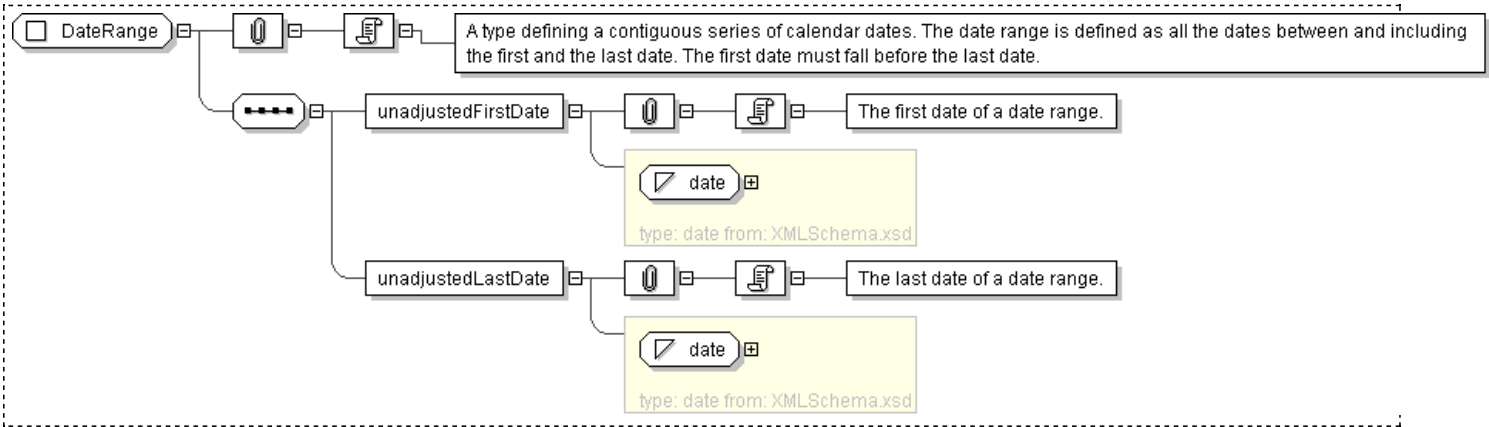 DateRange
A type defining a contiguous series of calendar dates. The date range is defined as all the dates between and including
the first and the last date. The first date must fall before the last date.
unadjustedFirstDate
The first date of a date range.
date
type: date from: XMLSchema.xsd
unadjustedLastDate
The last date of a date range.
date
type: date from: XMLSchema.xsd